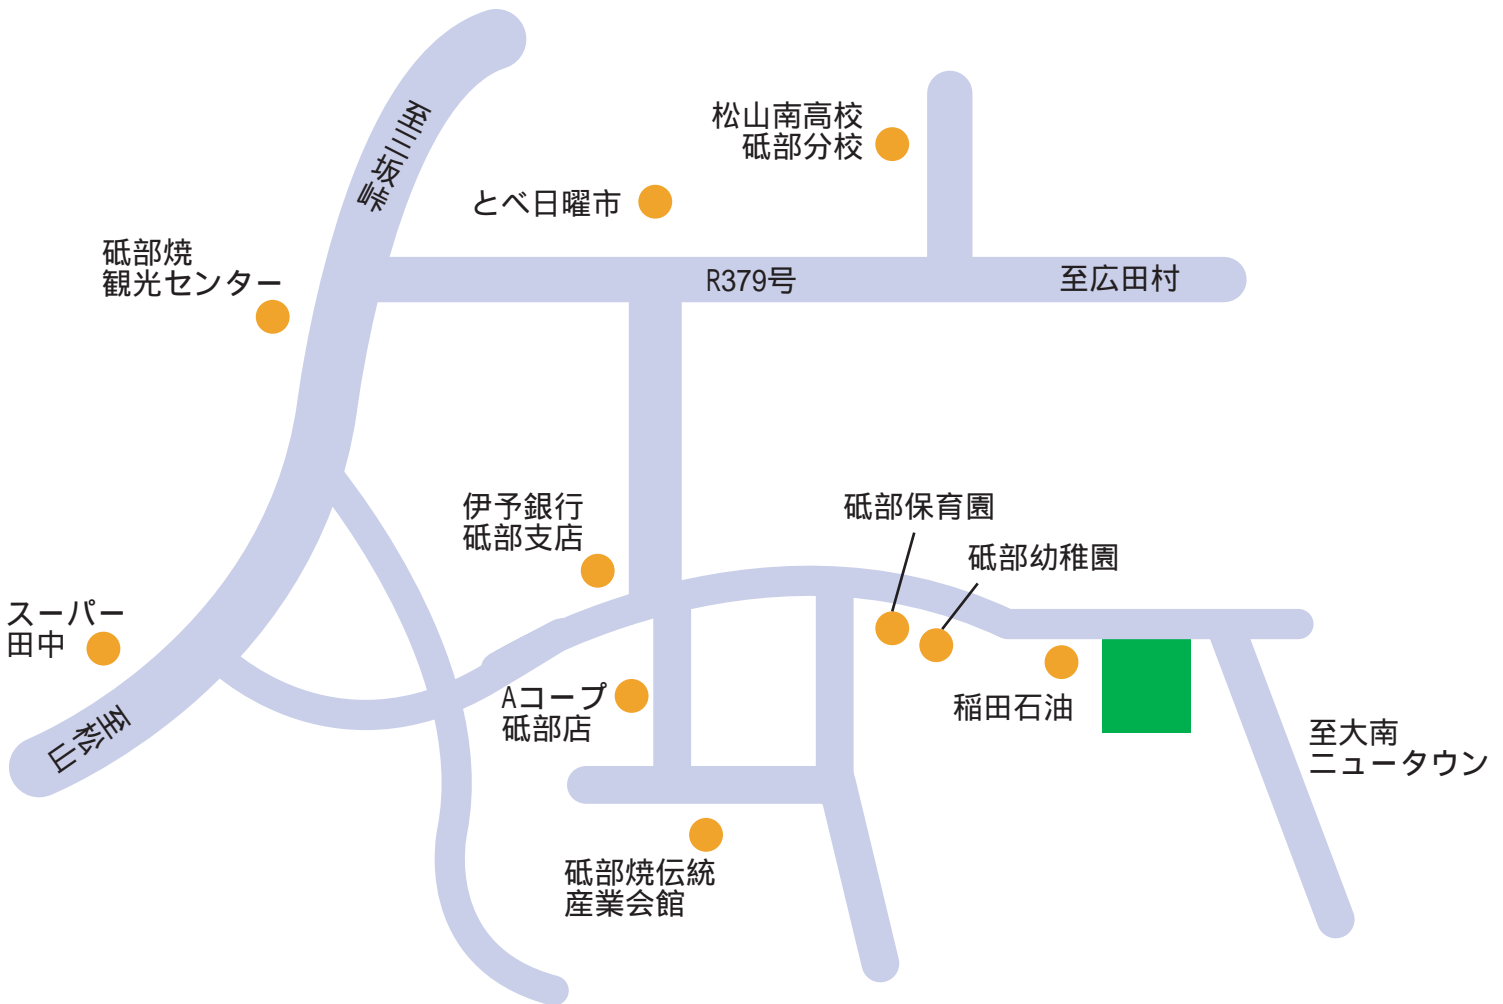 至三坂峠
松山南高校
砥部分校
とべ日曜市
砥部焼
観光センター
R379号
至広田村
伊予銀行
砥部支店
砥部保育園
砥部幼稚園
スーパー
田中
Aコープ
砥部店
稲田石油
至松山
至大南
ニュータウン
砥部焼伝統
産業会館